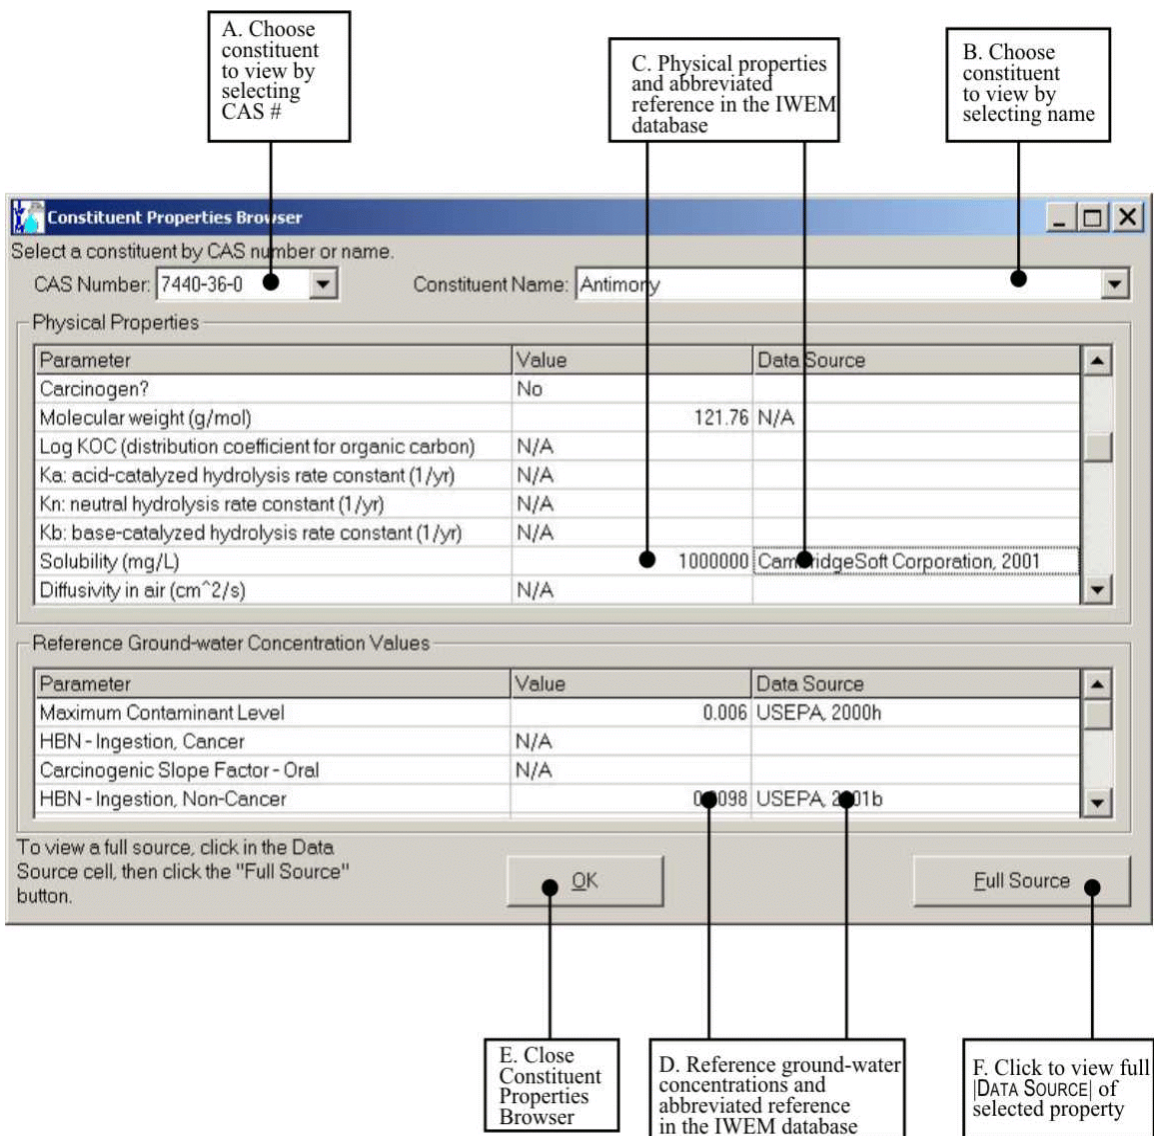 A. Choose
constituent
to view by
selecting
CAS #
C. Physical properties
and abbreviated
reference in the IWEM
database
B. Choose
constituent
to view by
selecting name
Constituent Properties Browser
Select a constituent by CAS number or name.
CAS Number: 7440-36-0 Constituent Name: Antimony
Physical Properties
Parameter Value Data Source
Carcinogen? No
Molecular weight (g/mol) 121.76 N/A
Log KOC (distribution coefficient for organic carbon) N/A
Ka: acid-catalyzed hydrolysis rate constant (1/yr) N/A
Kn: neutral hydrolysis rate constant (1/yr) N/A
Kb: base-catalyzed hydrolysis rate constant (1/yr) N/A
Solubility (mg/L) 1000000 CambridgeSoft Corporation, 2001
Diffusivity in air (cm^2/s) N/A
Reference Ground-water Concentration Values
Parameter Value Data Source
Maximum Contaminant Level 0.006 USEPA, 2000h
HBN - Ingestion, Cancer N/A
Carcinogenic Slope Factor - Oral N/A
HBN - Ingestion, Non-Cancer 0.0098 USEPA, 2001b
To view a full source, click in the Data
Source cell, then click the "Full Source"
button.
OK
Full Source
E. Close
Constituent
Properties
Browser
D. Reference ground-water
concentrations and
abbreviated reference
in the IWEM database
F. Click to view full
|DATA SOURCE| of
selected property